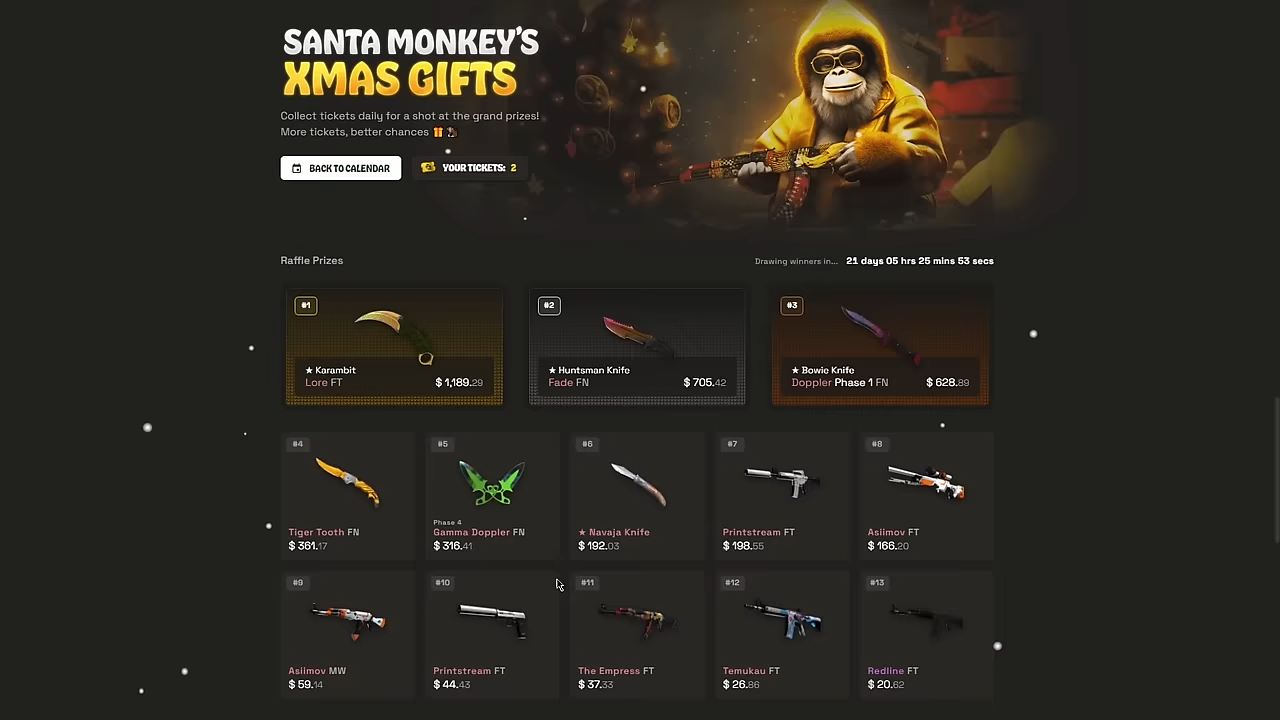 SANTA MONKEY'S
XMAS GIFTS
Collect tickets daily for a shot at the grand prizes!
More tickets, better chances
BACK TO CALENDAR
YOUR TICKETS: 2
Raffle Prizes
Drawing winners in... 21 days 05 hrs 25 mins 53 secs
#1
★ Karambit
Lore FT $ 1,189.29
#2
★ Huntsman Knife
Fade FN $ 705.42
#3
★ Bowie Knife
Doppler Phase 1 FN $ 628.89
#4
Tiger Tooth FN
$ 361.17
#5
Phase 4
Gamma Doppler FN
$ 316.41
#6
★ Navaja Knife
$ 192.03
#7
Printstream FT
$ 198.55
#8
Asiimov FT
$ 166.20
#9
Asiimov MW
$ 59.14
#10
Printstream FT
$ 44.43
#11
The Empress FT
$ 37.33
#12
Temukau FT
$ 26.86
#13
Redline FT
$ 20.62